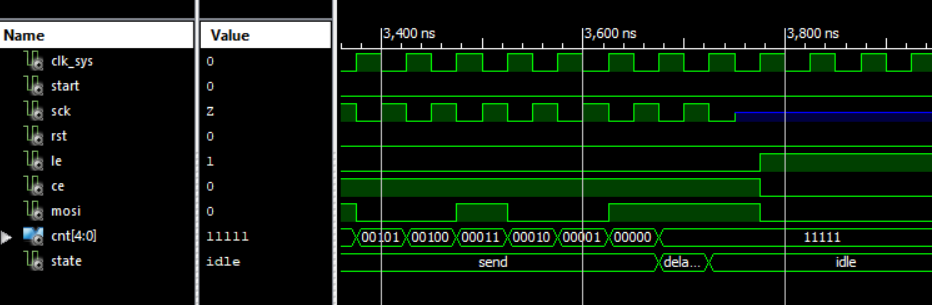 Name Value 3,400 ns 3,600 ns 3,800 ns
clk_sys 0
start 0
sck Z
rst 0
le 1
ce 0
mosi 0
cnt[4:0] 11111 00101 00100 00011 00010 00001 00000 11111
state idle send dela... idle